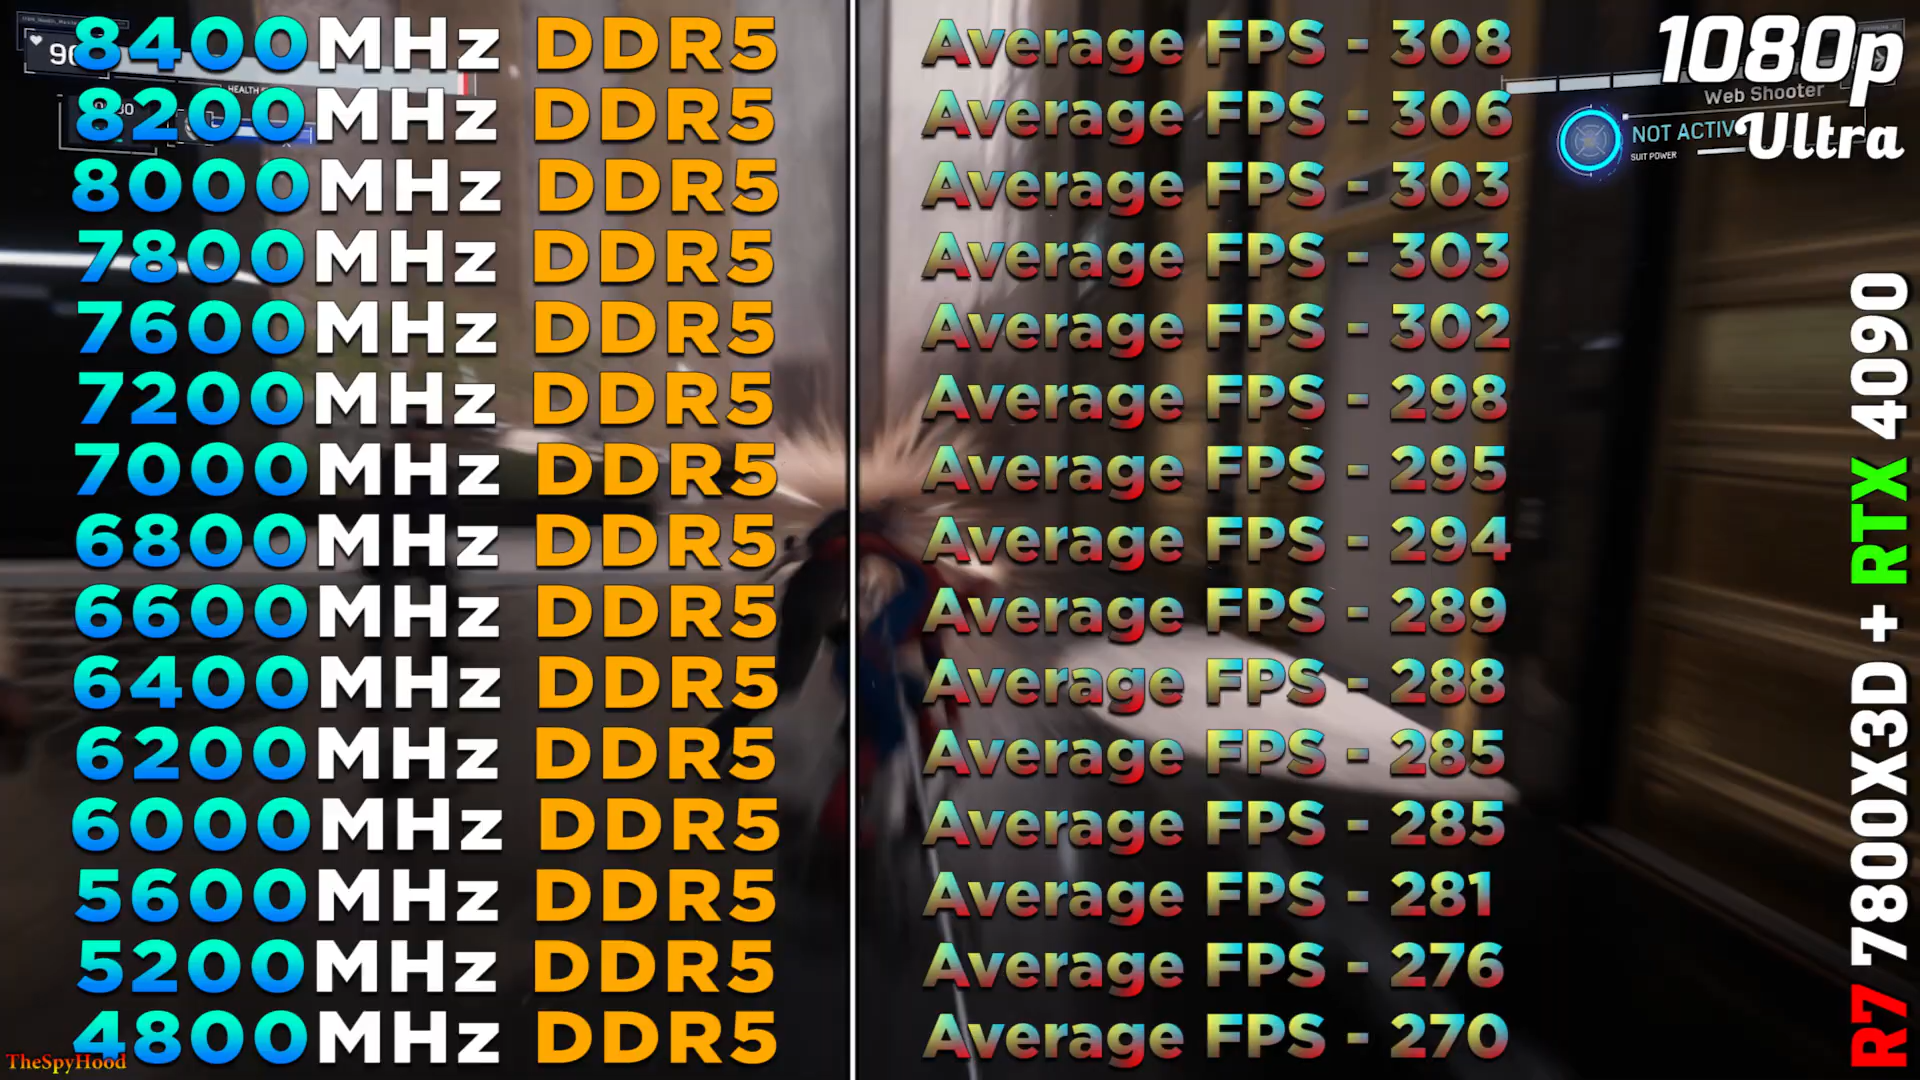 8400MHz DDR5 Average FPS - 308
8200MHz DDR5 Average FPS - 306
8000MHz DDR5 Average FPS - 303
7800MHz DDR5 Average FPS - 303
7600MHz DDR5 Average FPS - 302
7200MHz DDR5 Average FPS - 298
7000MHz DDR5 Average FPS - 295
6800MHz DDR5 Average FPS - 294
6600MHz DDR5 Average FPS - 289
6400MHz DDR5 Average FPS - 288
6200MHz DDR5 Average FPS - 285
6000MHz DDR5 Average FPS - 285
5600MHz DDR5 Average FPS - 281
5200MHz DDR5 Average FPS - 276
4800MHz DDR5 Average FPS - 270
1080p
Ultra
Web Shooter
NOT ACTIV
SUIT POWER
HEALTH
R7 7800X3D + RTX 4090
TheSpyHood